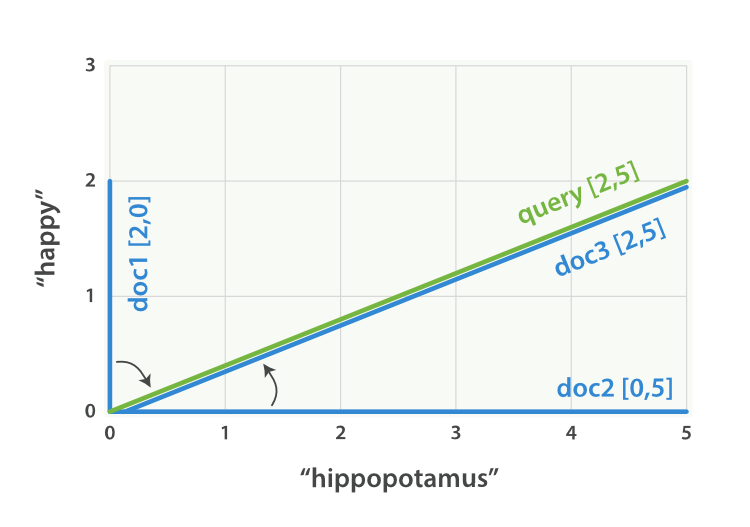 3
2
1
0
“happy”
doc1 [2,0]
query [2,5]
doc3 [2,5]
doc2 [0,5]
0 1 2 3 4 5
“hippopotamus”